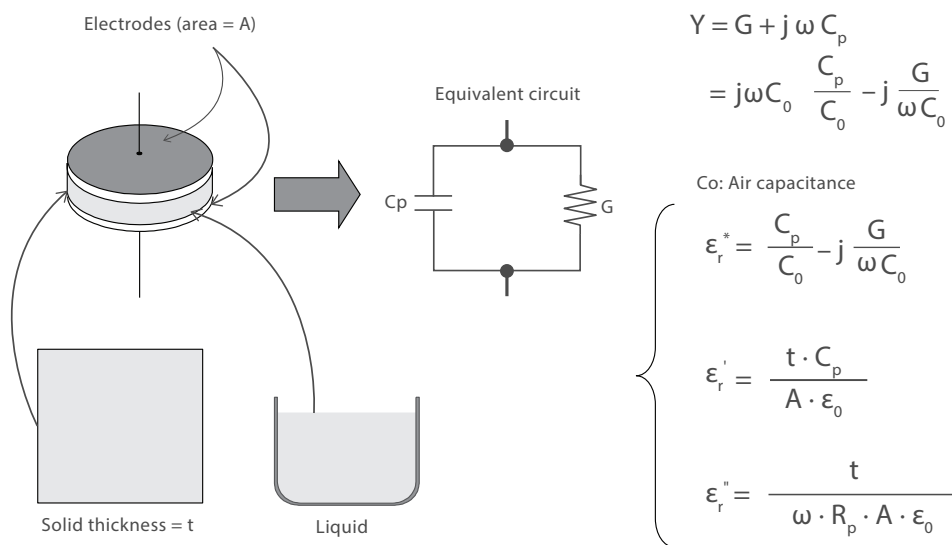 Electrodes (area = A)
Equivalent circuit
Cp
G
Solid thickness = t
Liquid
Y = G + j ω C_p
= jωC_0 C_p/C_0 – j G/ωC_0
Co: Air capacitance
ε_r^* = C_p/C_0 – j G/ωC_0
ε_r' = t · C_p/A · ε_0
ε_r" = t/ω · R_p · A · ε_0